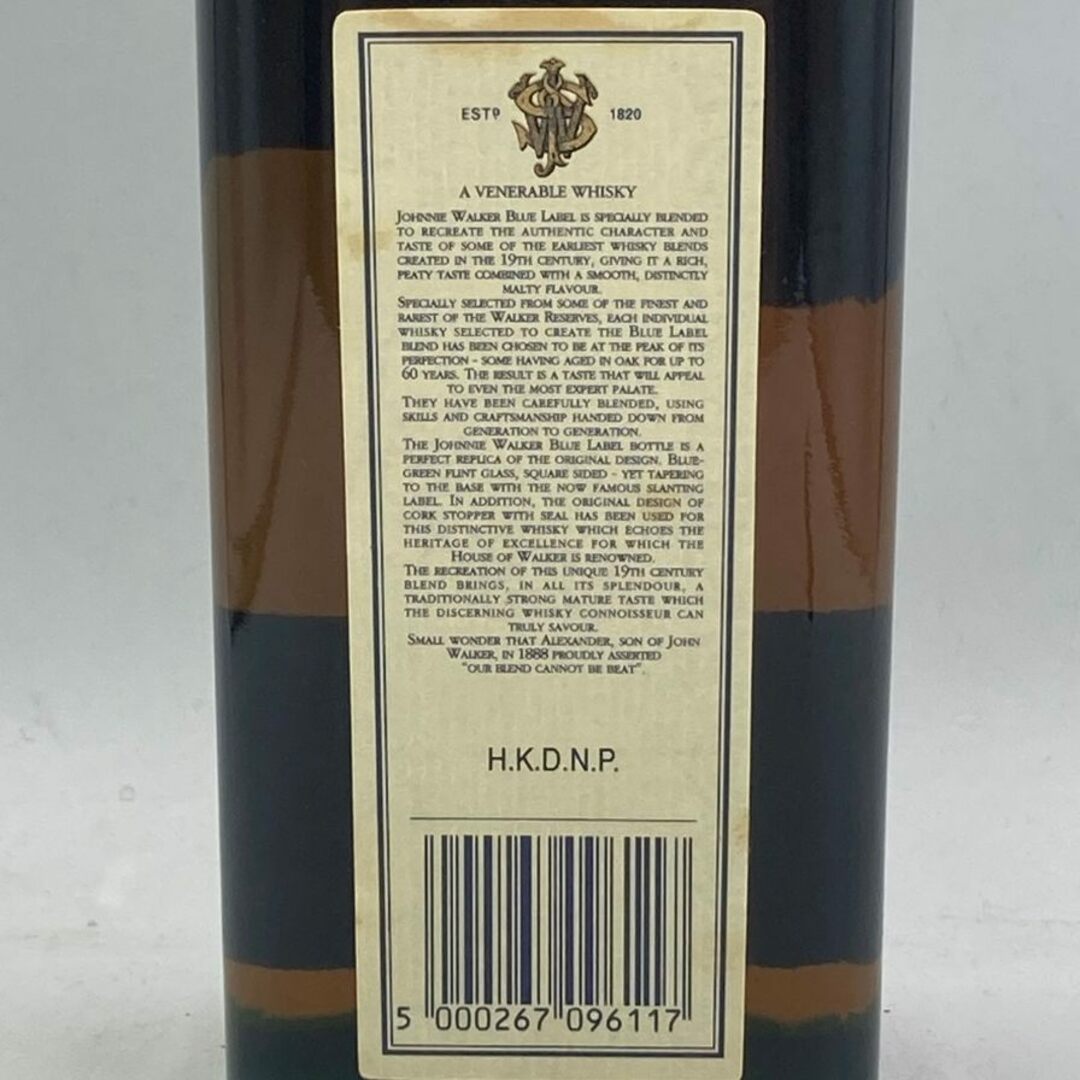 ESTD 1820
A VENERABLE WHISKY
JOHNNIE WALKER BLUE LABEL IS SPECIALLY BLENDED
TO RECREATE THE AUTHENTIC CHARACTER AND
TASTE OF SOME OF THE EARLIEST WHISKY BLENDS
CREATED IN THE 19TH CENTURY, GIVING IT A RICH,
PEATY TASTE COMBINED WITH A SMOOTH, DISTINCTLY
MALTY FLAVOUR.
SPECIALLY SELECTED FROM SOME OF THE FINEST AND
RAREST OF THE WALKER RESERVES, EACH INDIVIDUAL
WHISKY SELECTED TO CREATE THE BLUE LABEL
BLEND HAS BEEN CHOSEN TO BE AT THE PEAK OF ITS
PERFECTION - SOME HAVING AGED IN OAK FOR UP TO
60 YEARS. THE RESULT IS A TASTE THAT WILL APPEAL
TO EVEN THE MOST EXPERT PALATE.
THEY HAVE BEEN CAREFULLY BLENDED, USING
SKILLS AND CRAFTSMANSHIP HANDED DOWN FROM
GENERATION TO GENERATION.
THE JOHNNIE WALKER BLUE LABEL BOTTLE IS A
PERFECT REPLICA OF THE ORIGINAL DESIGN. BLUE-
GREEN FLINT GLASS, SQUARE SIDED - YET TAPERING
TO THE BASE WITH THE NOW FAMOUS SLANTING
LABEL. IN ADDITION, THE ORIGINAL DESIGN OF
CORK STOPPER WITH SEAL HAS BEEN USED FOR
THIS DISTINCTIVE WHISKY WHICH ECHOES THE
HERITAGE OF EXCELLENCE FOR WHICH THE
HOUSE OF WALKER IS RENOWNED.
THE RECREATION OF THIS UNIQUE 19TH CENTURY
BLEND BRINGS, IN ALL ITS SPLENDOUR, A
TRADITIONALLY STRONG MATURE TASTE WHICH
THE DISCERNING WHISKY CONNOISSEUR CAN
TRULY SAVOUR.
SMALL WONDER THAT ALEXANDER, SON OF JOHN
WALKER, IN 1888 PROUDLY ASSERTED
"OUR BLEND CANNOT BE BEAT".
H.K.D.N.P.
5 000267 096117